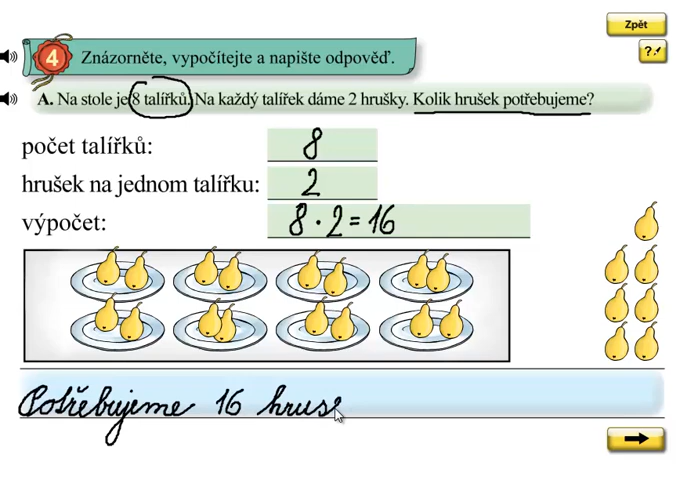 Zpět
4 Znázorněte, vypočítejte a napište odpověď.
?
A. Na stole je 8 talířků. Na každý talířek dáme 2 hrušky. Kolik hrušek potřebujeme?
počet talířků: 8
hrušek na jednom talířku: 2
výpočet: 8 · 2 = 16
Potřebujeme 16 hrus